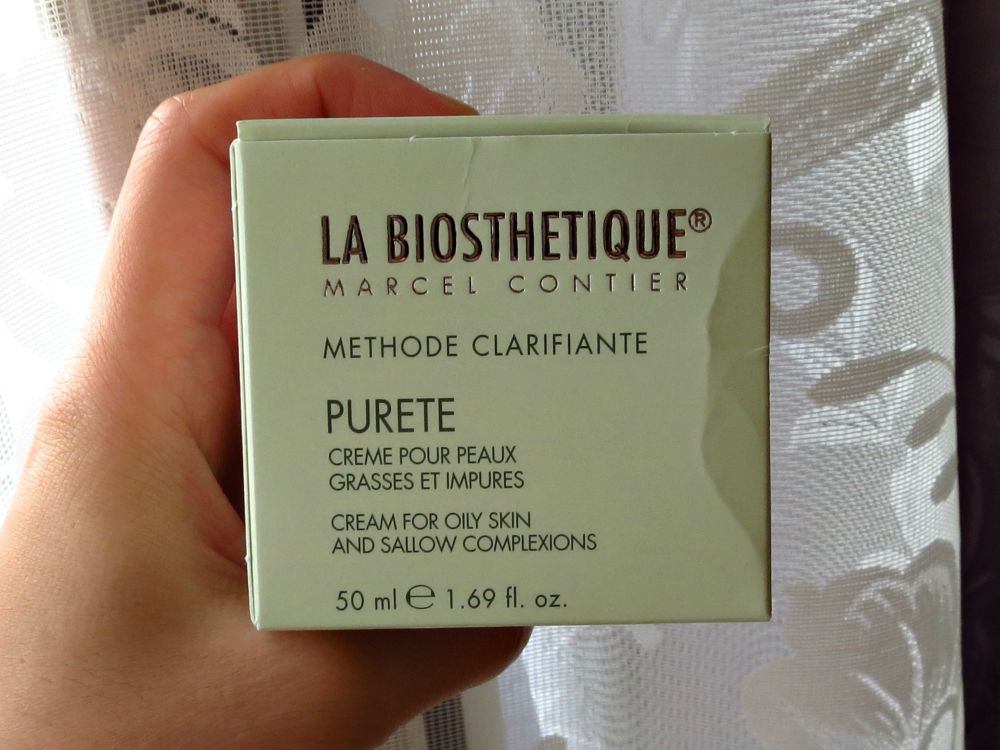 LA BIOSTHETIQUE®
MARCEL CONTIER
METHODE CLARIFIANTE
PURETE
CREME POUR PEAUX
GRASSES ET IMPURES
CREAM FOR OILY SKIN
AND SALLOW COMPLEXIONS
50 ml ℮ 1.69 fl. oz.